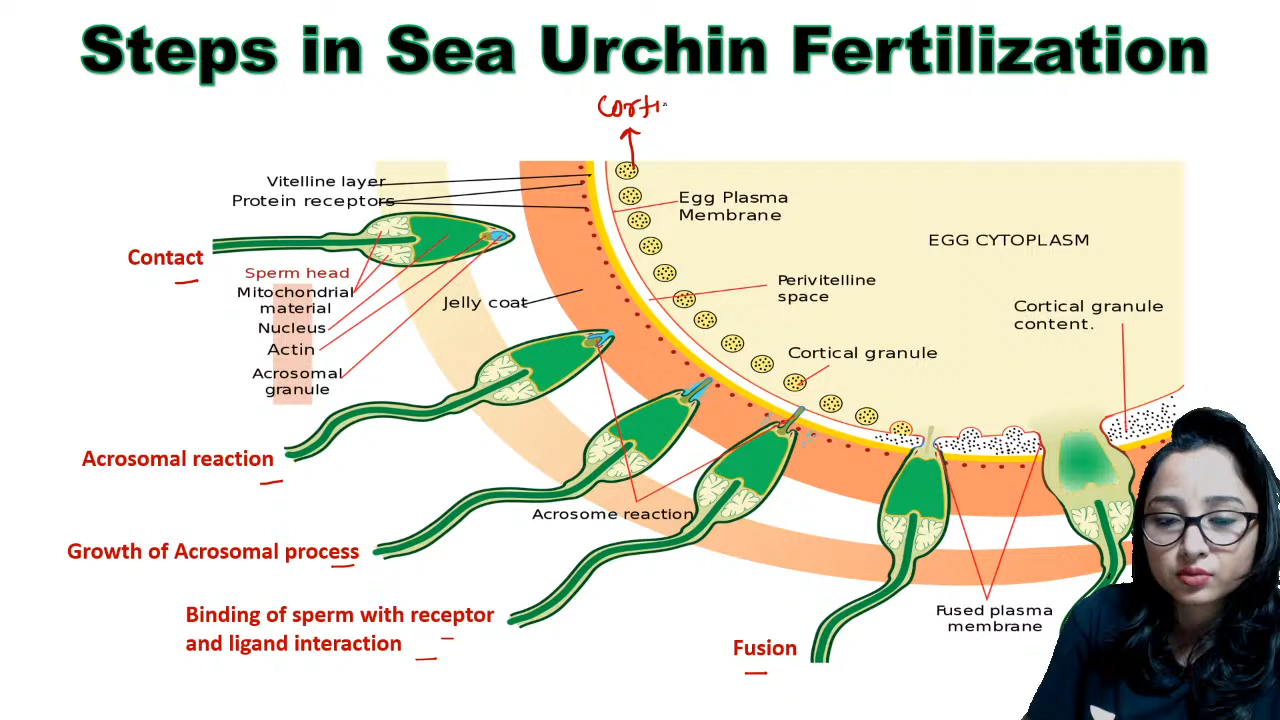 Steps in Sea Urchin Fertilization
Corti
Vitelline layer
Protein receptors
Egg Plasma
Membrane
EGG CYTOPLASM
Contact
Sperm head
Mitochondrial
material
Nucleus
Actin
Acrosomal
granule
Jelly coat
Perivitelline
space
Cortical granule
content.
Cortical granule
Acrosomal reaction
Acrosome reaction
Growth of Acrosomal process
Binding of sperm with receptor
and ligand interaction
Fusion
Fused plasma
membrane